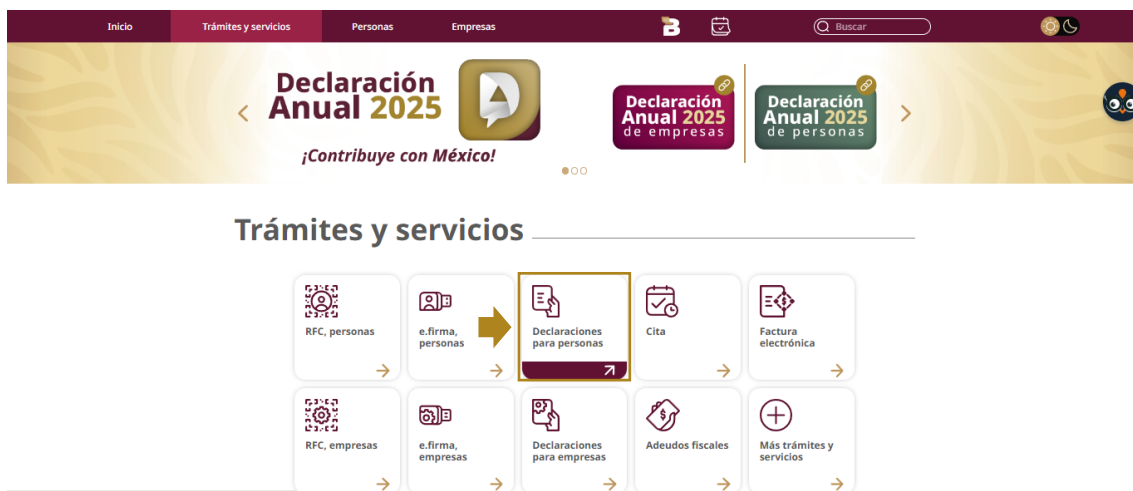 Inicio
Trámites y servicios
Personas
Empresas
B
Buscar
Declaración
Anual 2025
¡Contribuye con México!
Declaración
Anual 2025
de empresas
Declaración
Anual 2025
de personas
Trámites y servicios
RFC, personas
e.firma,
personas
Declaraciones
para personas
Cita
Factura
electrónica
RFC, empresas
e.firma,
empresas
Declaraciones
para empresas
Adeudos fiscales
Más trámites y
servicios